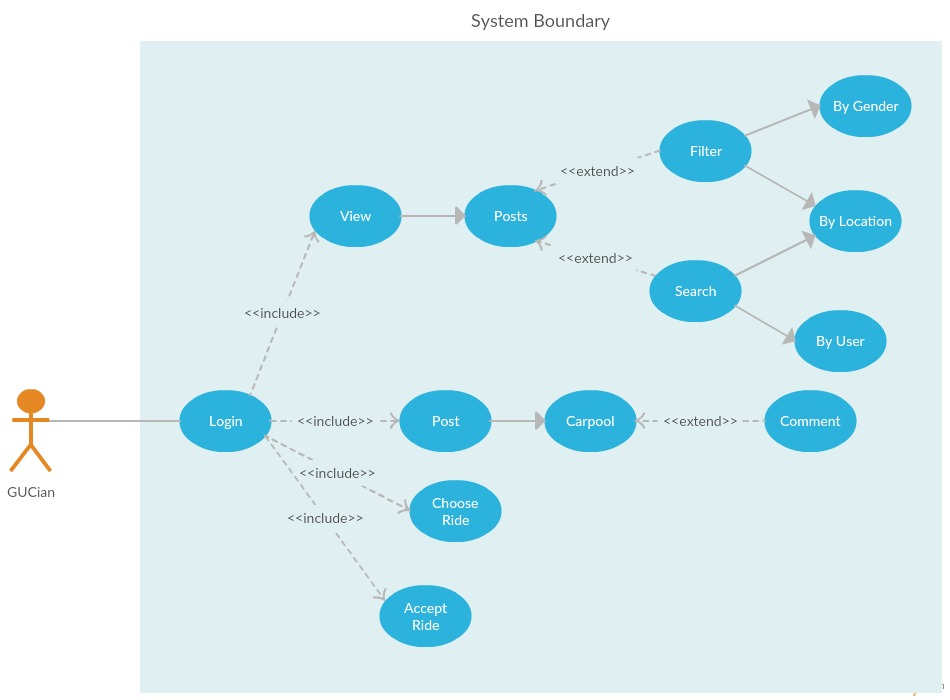 System Boundary
By Gender
Filter
<<extend>>
View
Posts
By Location
<<extend>>
Search
<<include>>
By User
Login
<<include>>
Post
Carpool
<<extend>>
Comment
<<include>>
GUCian
Choose
Ride
<<include>>
Accept
Ride